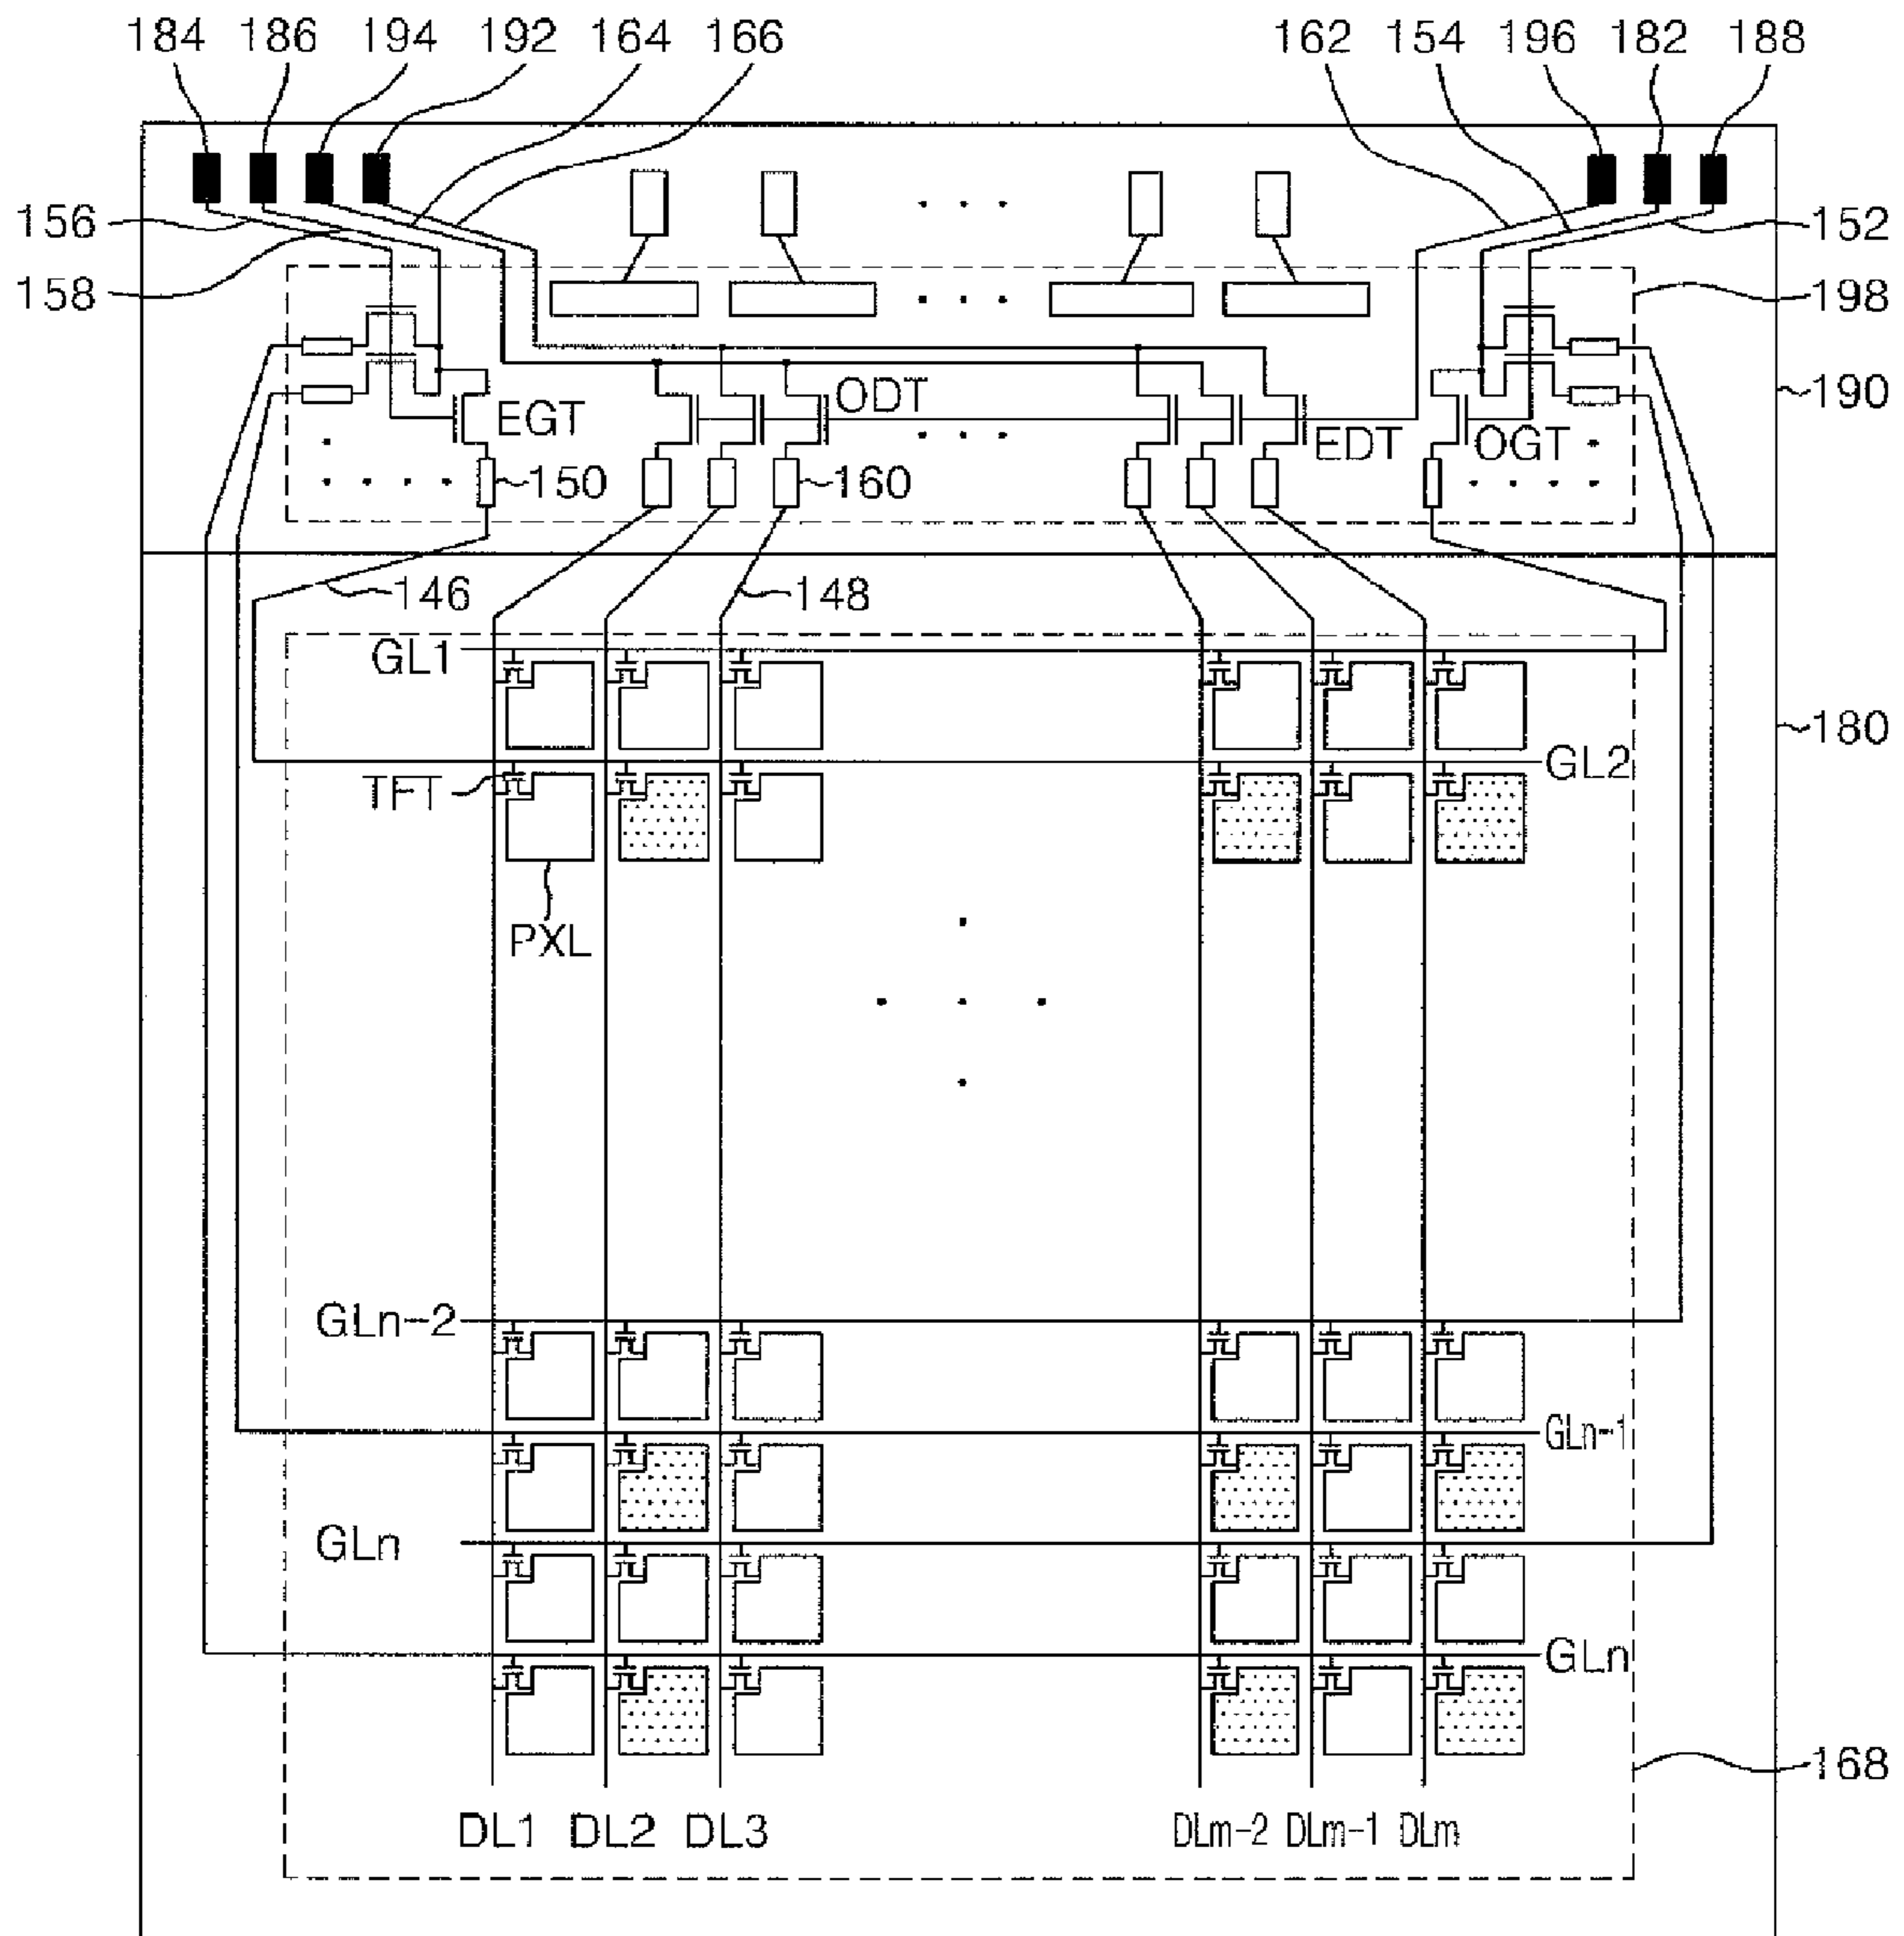 184 186 194 192 164 166 162 154 196 182 188
156 152
158 198
ODT 190
EGT EDT OGT
150 160
146 148
GL1
180
GL2
TFT
PXL
GLn-2
GLn-1
GLn
GLn
168
DL1 DL2 DL3 DLm-2 DLm-1 DLm